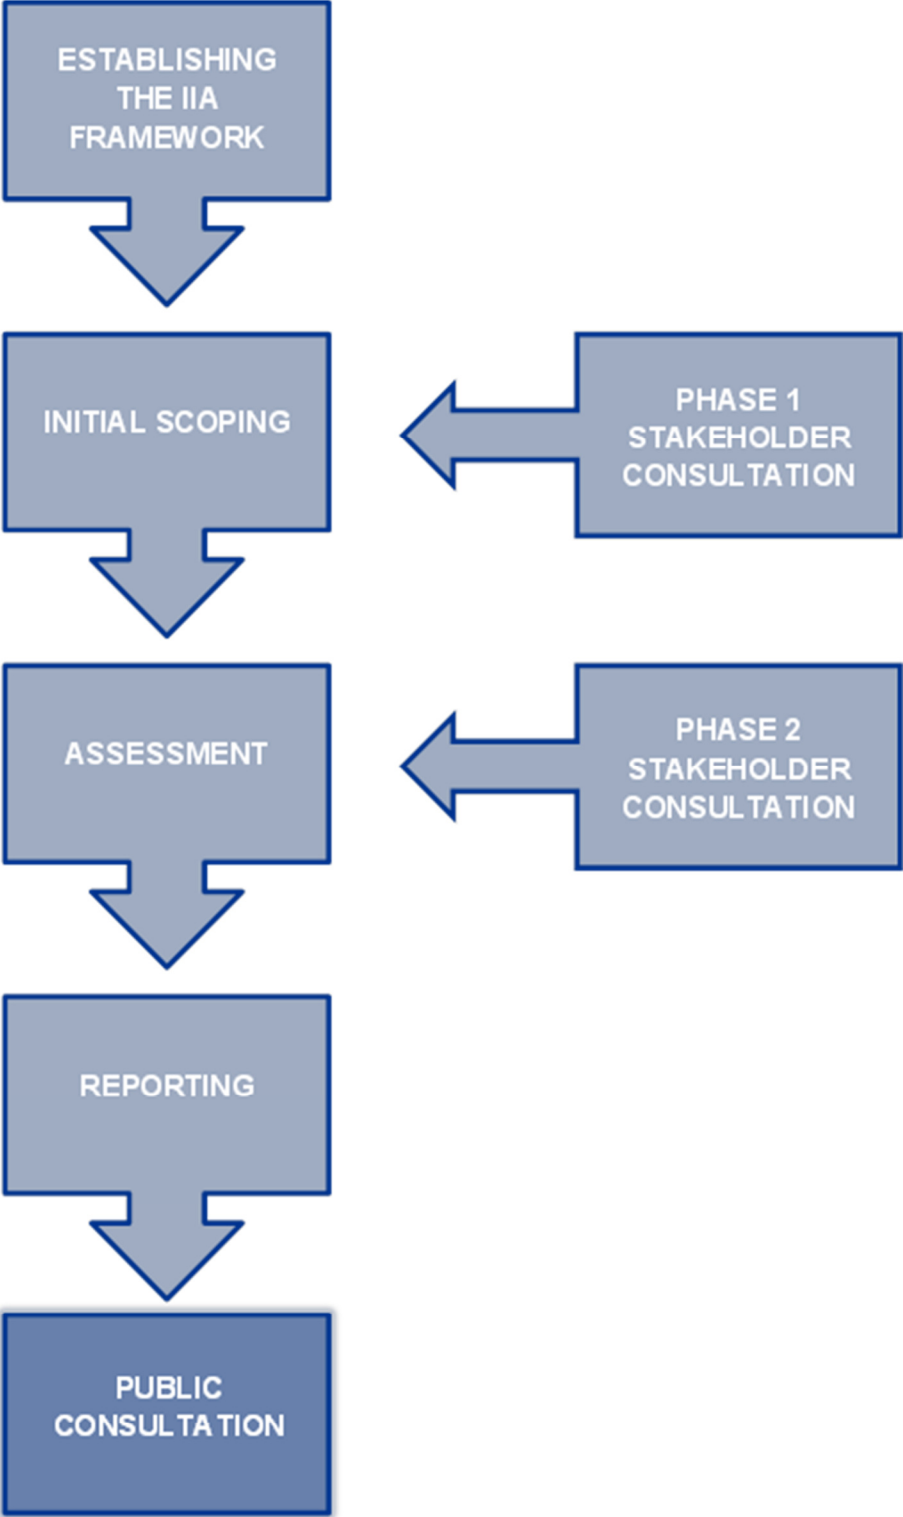 ESTABLISHING
THE IIA
FRAMEWORK
INITIAL SCOPING
PHASE 1
STAKEHOLDER
CONSULTATION
ASSESSMENT
PHASE 2
STAKEHOLDER
CONSULTATION
REPORTING
PUBLIC
CONSULTATION